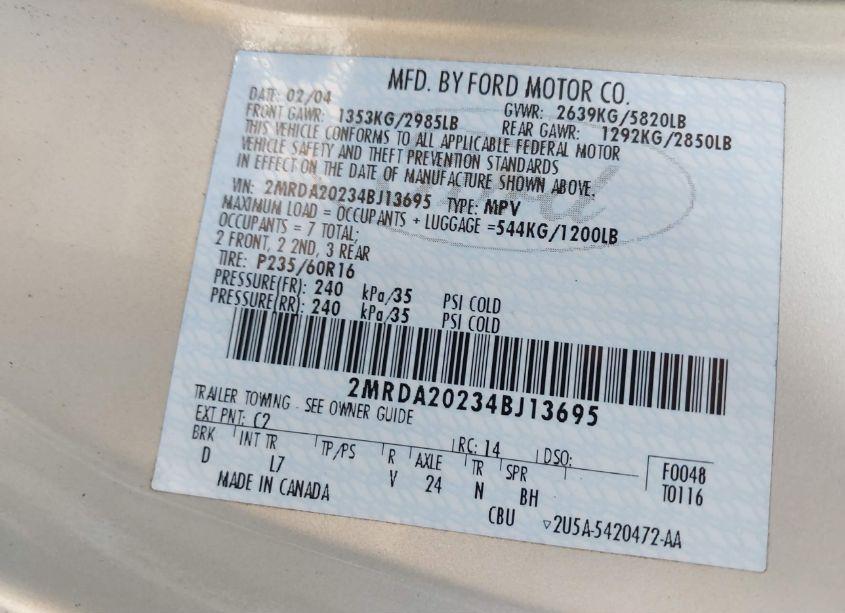 MFD. BY FORD MOTOR CO.
DATE: 02/04 GVWR: 2639KG/5820LB
FRONT GAWR: 1353KG/2985LB REAR GAWR: 1292KG/2850LB
THIS VEHICLE CONFORMS TO ALL APPLICABLE FEDERAL MOTOR
VEHICLE SAFETY AND THEFT PREVENTION STANDARDS
IN EFFECT ON THE DATE OF MANUFACTURE SHOWN ABOVE.
VIN: 2MRDA20234BJ13695 TYPE: MPV
MAXIMUM LOAD = OCCUPANTS + LUGGAGE =544KG/1200LB
OCCUPANTS = 7 TOTAL;
2 FRONT, 2 2ND, 3 REAR
TIRE: P235/60R16
PRESSURE(FR): 240 kPa/35 PSI COLD
PRESSURE(RR): 240 kPa/35 PSI COLD
2MRDA20234BJ13695
TRAILER TOWING - SEE OWNER GUIDE
EXT PNT: C2 RC: 14 DSO: F0048
BRK INT TR TP/PS R AXLE TR SPR T0116
D L7 V 24 N BH
MADE IN CANADA CBU ▽2U5A-5420472-AA